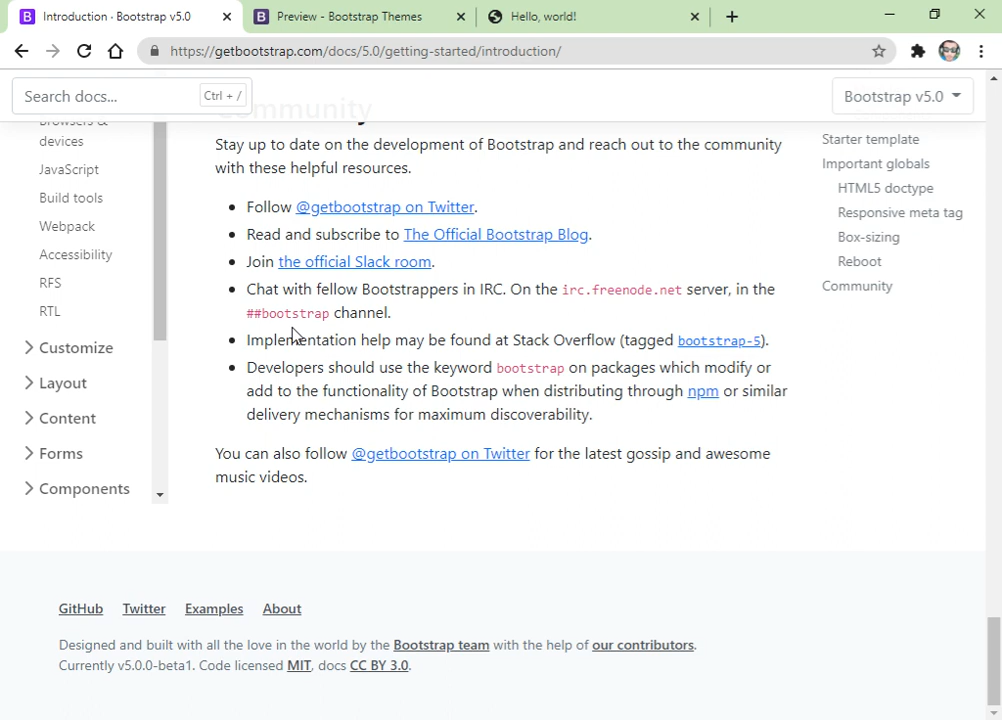 Introduction · Bootstrap v5.0
Preview - Bootstrap Themes
Hello, world!
https://getbootstrap.com/docs/5.0/getting-started/introduction/
Search docs...
Ctrl + /
Community
Bootstrap v5.0
Browsers &
devices
JavaScript
Build tools
Webpack
Accessibility
RFS
RTL
Customize
Layout
Content
Forms
Components
Stay up to date on the development of Bootstrap and reach out to the community
with these helpful resources.
Follow @getbootstrap on Twitter.
Read and subscribe to The Official Bootstrap Blog.
Join the official Slack room.
Chat with fellow Bootstrappers in IRC. On the irc.freenode.net server, in the
##bootstrap channel.
Implementation help may be found at Stack Overflow (tagged bootstrap-5).
Developers should use the keyword bootstrap on packages which modify or
add to the functionality of Bootstrap when distributing through npm or similar
delivery mechanisms for maximum discoverability.
You can also follow @getbootstrap on Twitter for the latest gossip and awesome
music videos.
Starter template
Important globals
HTML5 doctype
Responsive meta tag
Box-sizing
Reboot
Community
GitHub Twitter Examples About
Designed and built with all the love in the world by the Bootstrap team with the help of our contributors.
Currently v5.0.0-beta1. Code licensed MIT, docs CC BY 3.0.